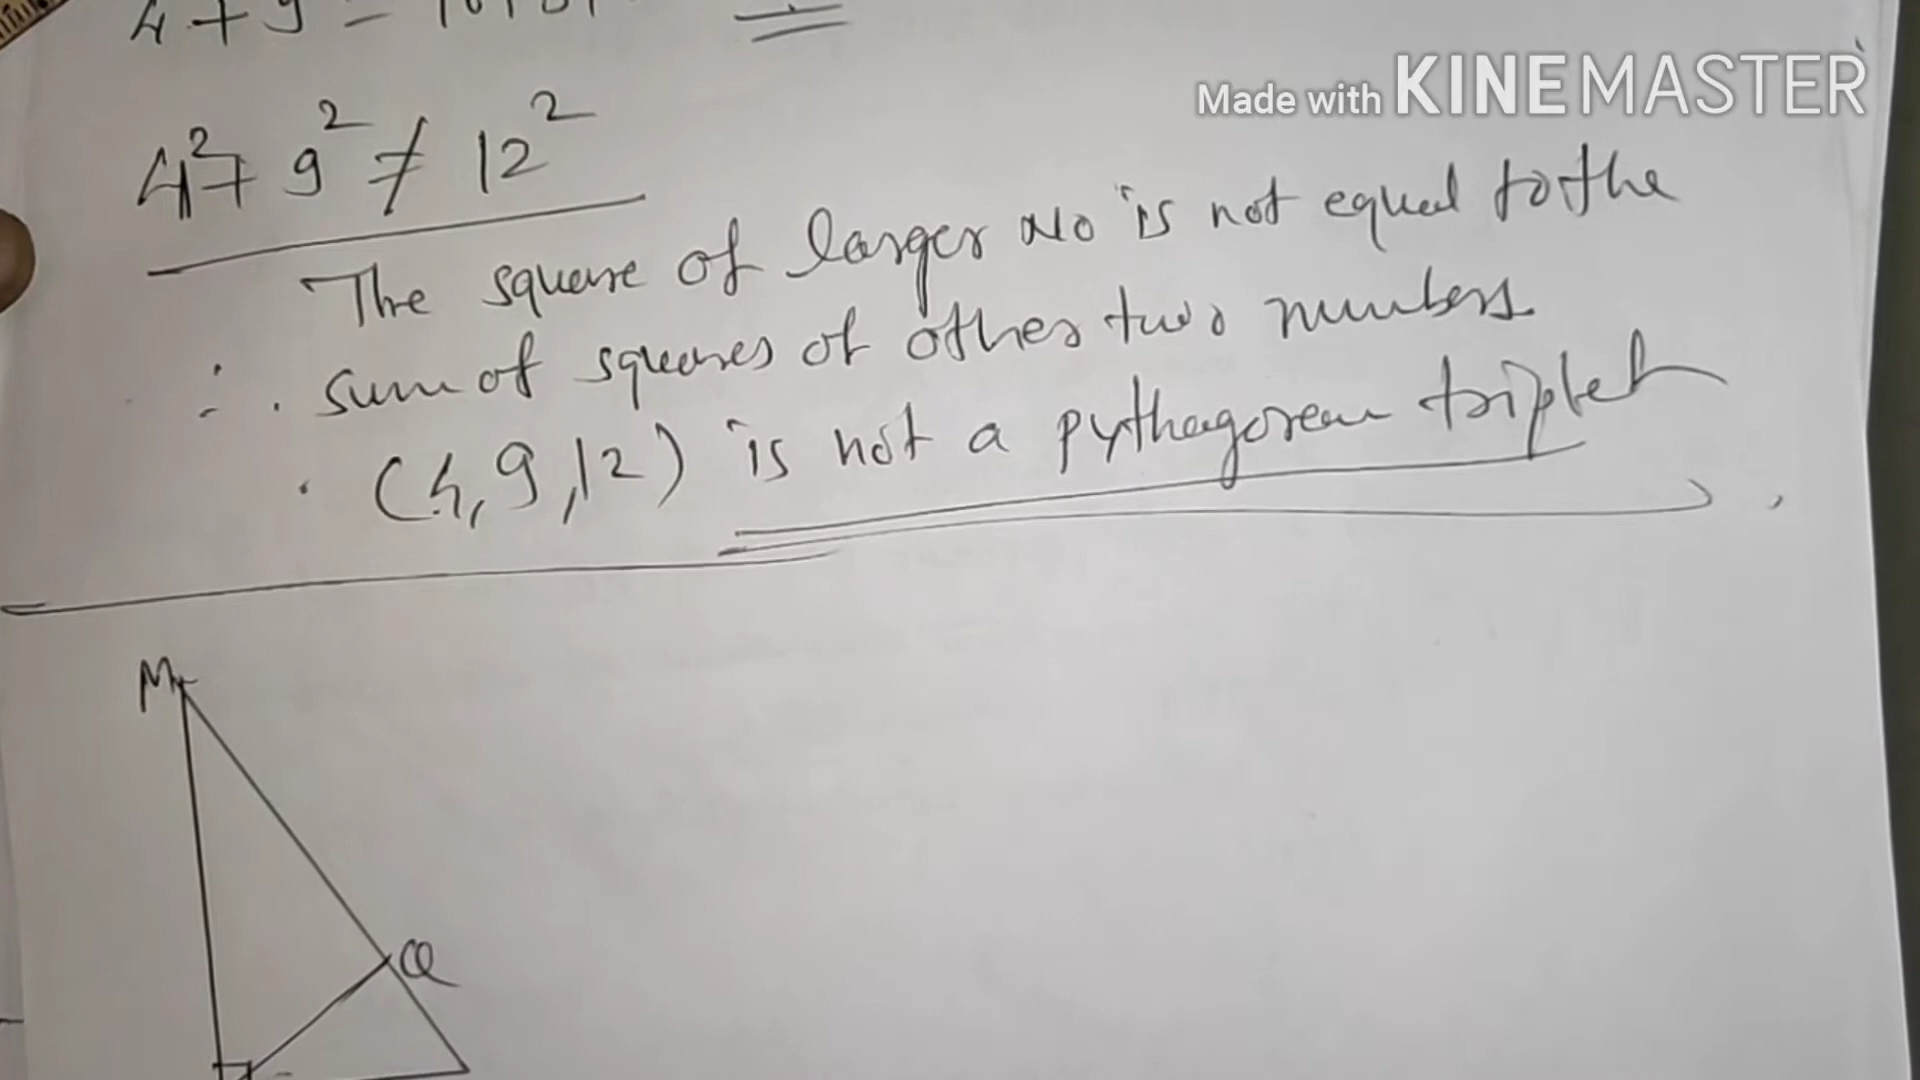 Made with KINEMASTER
4² + 9² ≠ 12²
The square of larger No is not equal to the
∴ sum of squares of other two numbers.
(4, 9, 12) is not a pythagorean triplet
M
Q